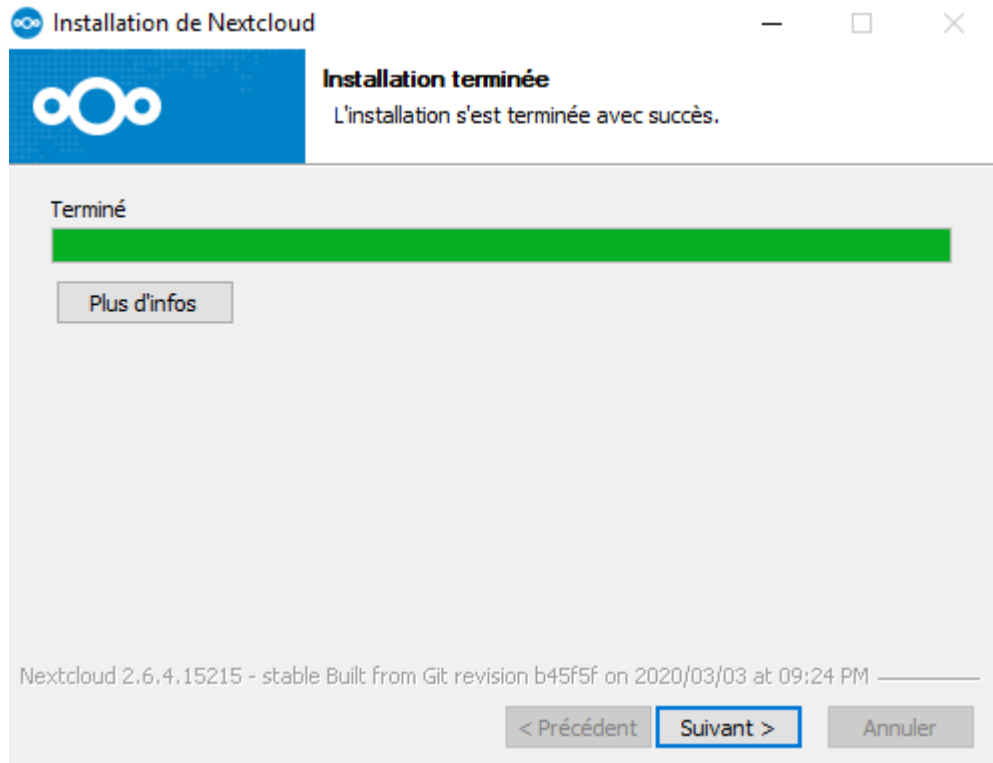 Installation de Nextcloud
Installation terminée
L'installation s'est terminée avec succès.
Terminé
Plus d'infos
Nextcloud 2.6.4.15215 - stable Built from Git revision b45f5f on 2020/03/03 at 09:24 PM
< Précédent Suivant > Annuler